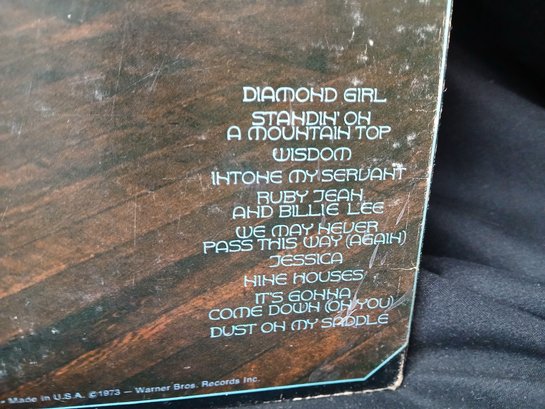 DIAMOND GIRL
STANDIN' ON
A MOUNTAIN TOP
WISDOM
INTONE MY SERVANT
RUBY JEAN
AND BILLIE LEE
WE MAY NEVER
PASS THIS WAY (AGAIN)
JESSICA
NINE HOUSES
IT'S GONNA
COME DOWN (ON YOU)
DUST ON MY SADDLE
• Made in U.S.A. ©1973 — Warner Bros. Records Inc.